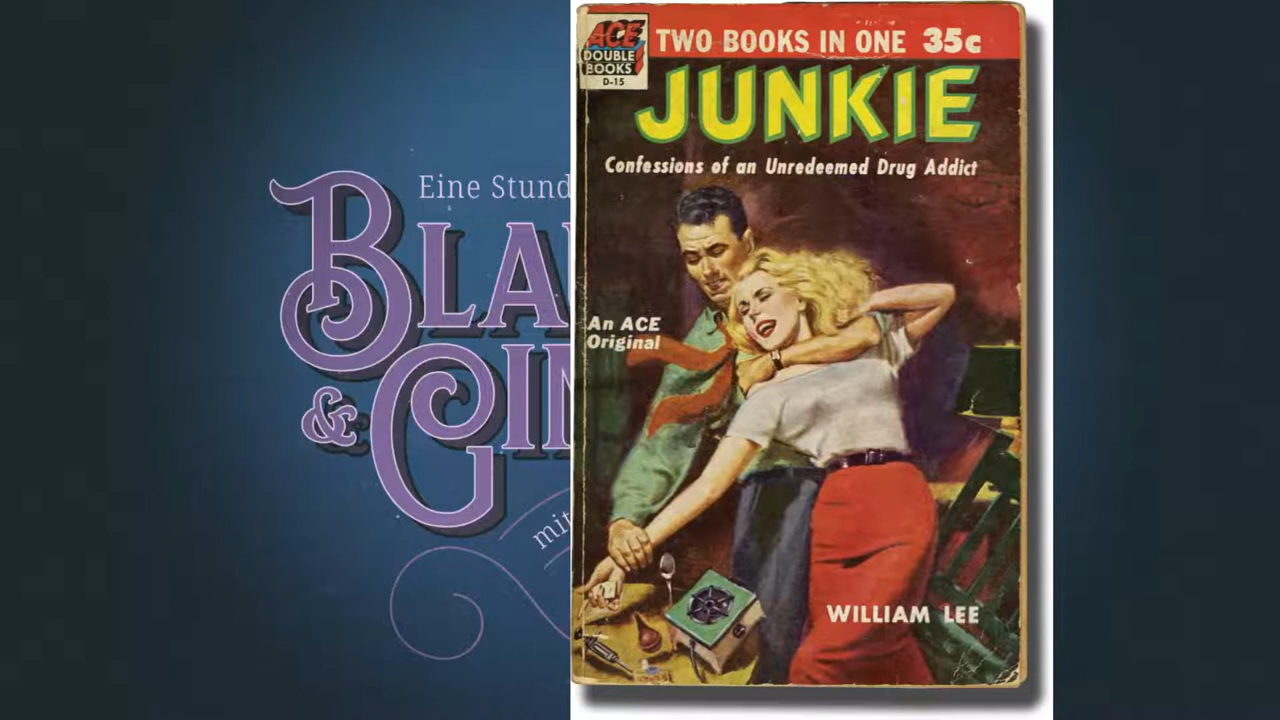 Eine Stund
BLA
& GIN
mit
ACE
DOUBLE
BOOKS
D-15
TWO BOOKS IN ONE 35c
JUNKIE
Confessions of an Unredeemed Drug Addict
An ACE
Original
WILLIAM LEE